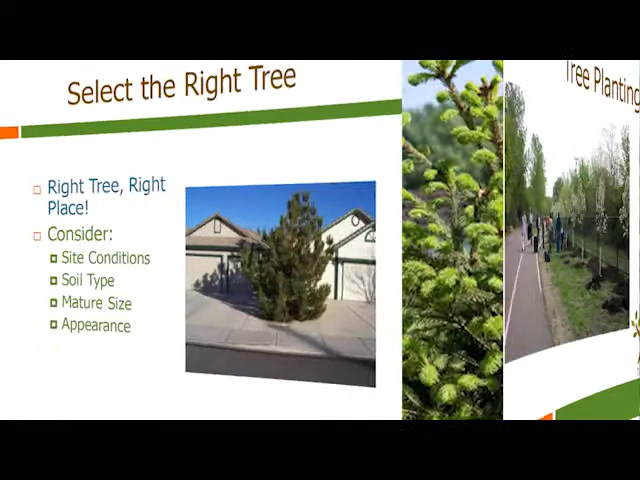 Select the Right Tree
Right Tree, Right
Place!
Consider:
Site Conditions
Soil Type
Mature Size
Appearance
Tree Planting